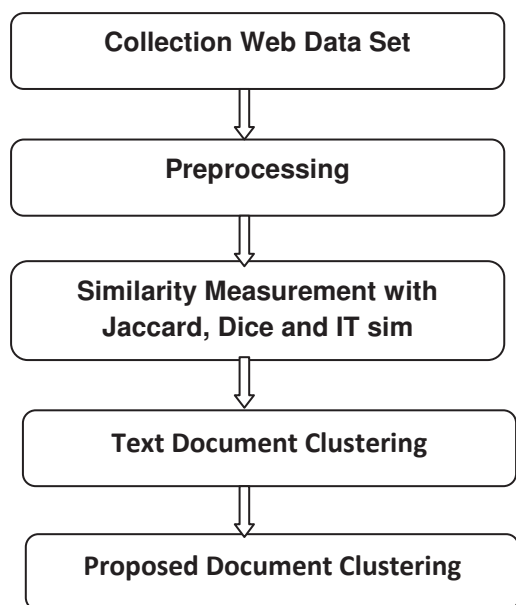 Collection Web Data Set
Preprocessing
Similarity Measurement with
Jaccard, Dice and IT sim
Text Document Clustering
Proposed Document Clustering